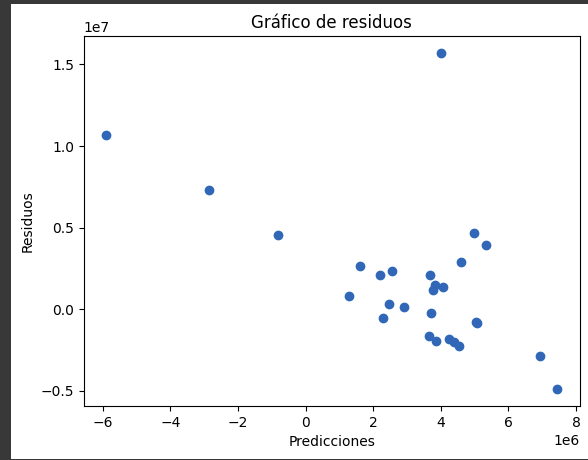 Gráfico de residuos
1e7
1.5
1.0
0.5
0.0
−0.5
Residuos
−6 −4 −2 0 2 4 6 8
1e6
Predicciones